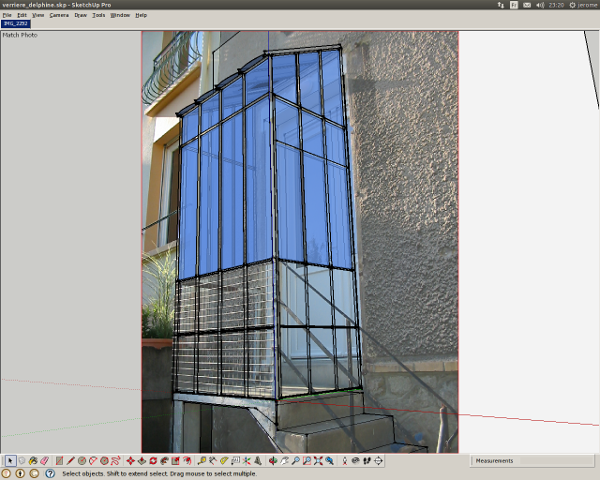 verriere_delphine.skp - SketchUp Pro
Fr
23:20
jerome
File Edit View Camera Draw Tools Window Help
IMG_2292
Match Photo
Measurements
Select objects. Shift to extend select. Drag mouse to select multiple.